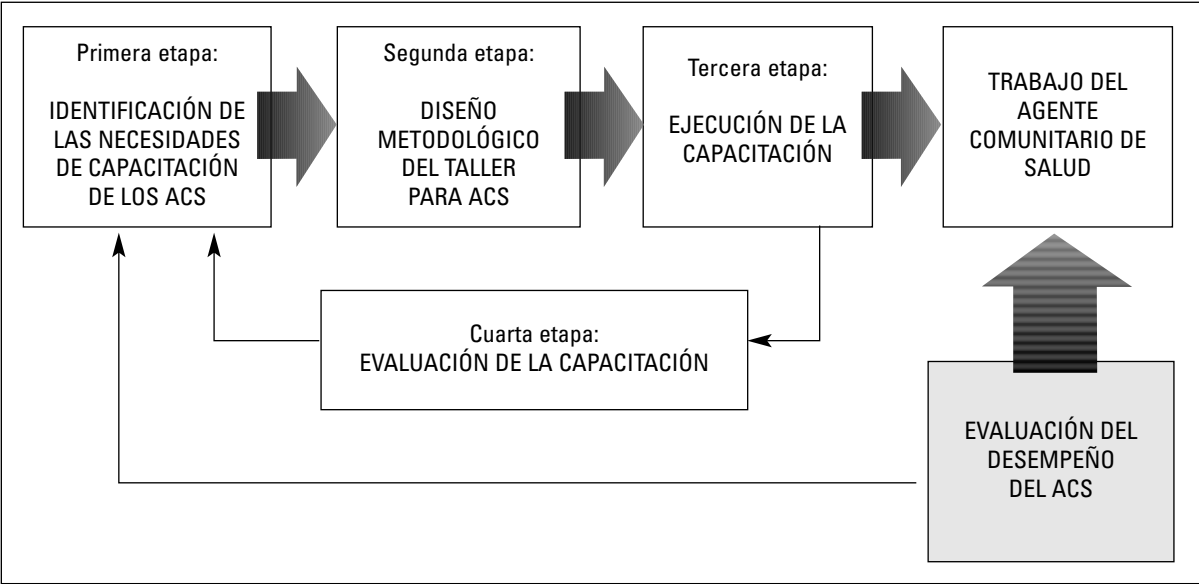 Primera etapa:
IDENTIFICACIÓN DE
LAS NECESIDADES
DE CAPACITACIÓN
DE LOS ACS
Segunda etapa:
DISEÑO
METODOLÓGICO
DEL TALLER
PARA ACS
Tercera etapa:
EJECUCIÓN DE LA
CAPACITACIÓN
TRABAJO DEL
AGENTE
COMUNITARIO DE
SALUD
Cuarta etapa:
EVALUACIÓN DE LA CAPACITACIÓN
EVALUACIÓN DEL
DESEMPEÑO
DEL ACS